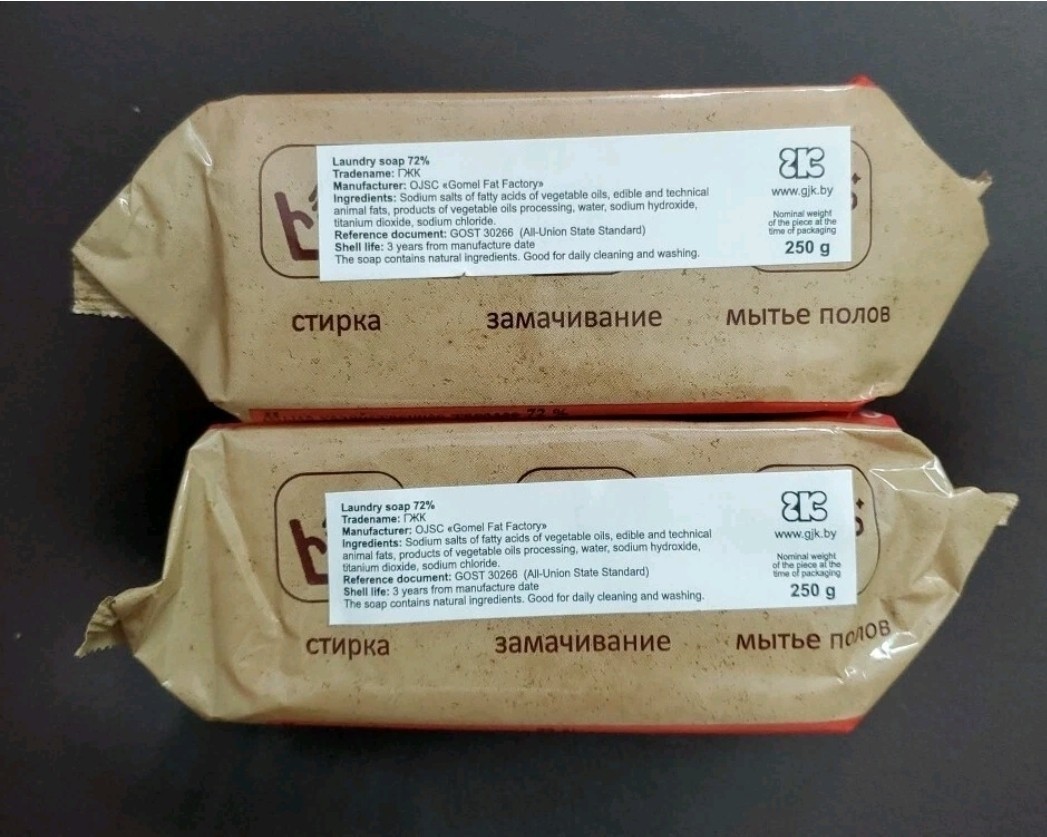 Laundry soap 72%
Tradename: ГЖК
Manufacturer: OJSC «Gomel Fat Factory»
Ingredients: Sodium salts of fatty acids of vegetable oils, edible and technical
animal fats, products of vegetable oils processing, water, sodium hydroxide,
titanium dioxide, sodium chloride.
Reference document: GOST 30266 (All-Union State Standard)
Shell life: 3 years from manufacture date
The soap contains natural ingredients. Good for daily cleaning and washing.
www.gjk.by
Nominal weight
of the piece at the
time of packaging
250 g
стирка замачивание мытье полов
72 %
Laundry soap 72%
Tradename: ГЖК
Manufacturer: OJSC «Gomel Fat Factory»
Ingredients: Sodium salts of fatty acids of vegetable oils, edible and technical
animal fats, products of vegetable oils processing, water, sodium hydroxide,
titanium dioxide, sodium chloride.
Reference document: GOST 30266 (All-Union State Standard)
Shell life: 3 years from manufacture date
The soap contains natural ingredients. Good for daily cleaning and washing.
www.gjk.by
Nominal weight
of the piece at the
time of packaging
250 g
стирка замачивание мытье полов